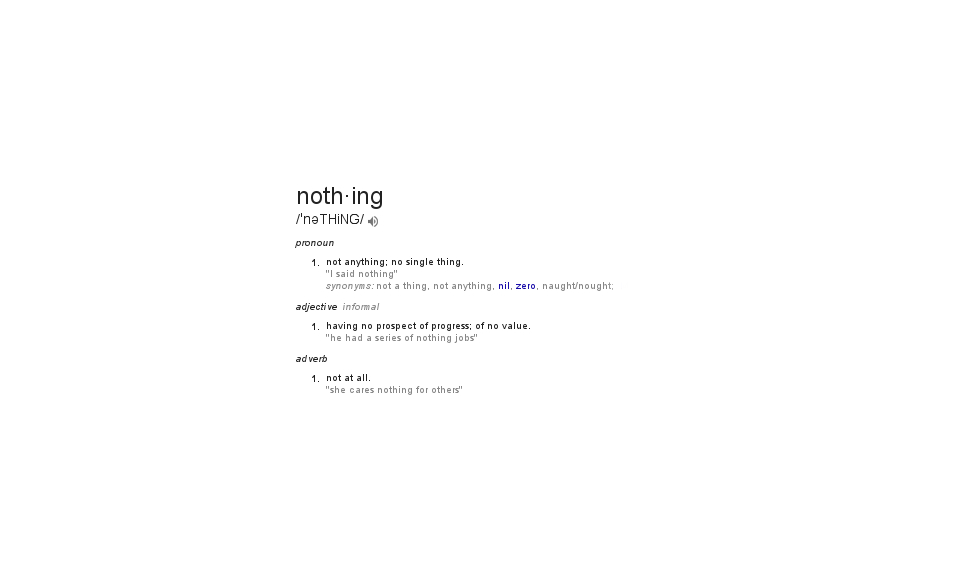 noth·ing
/ˈnəTHiNG/
pronoun
1. not anything; no single thing.
"I said nothing"
synonyms: not a thing, not anything, nil, zero, naught/nought;
adjective informal
1. having no prospect of progress; of no value.
"he had a series of nothing jobs"
adverb
1. not at all.
"she cares nothing for others"